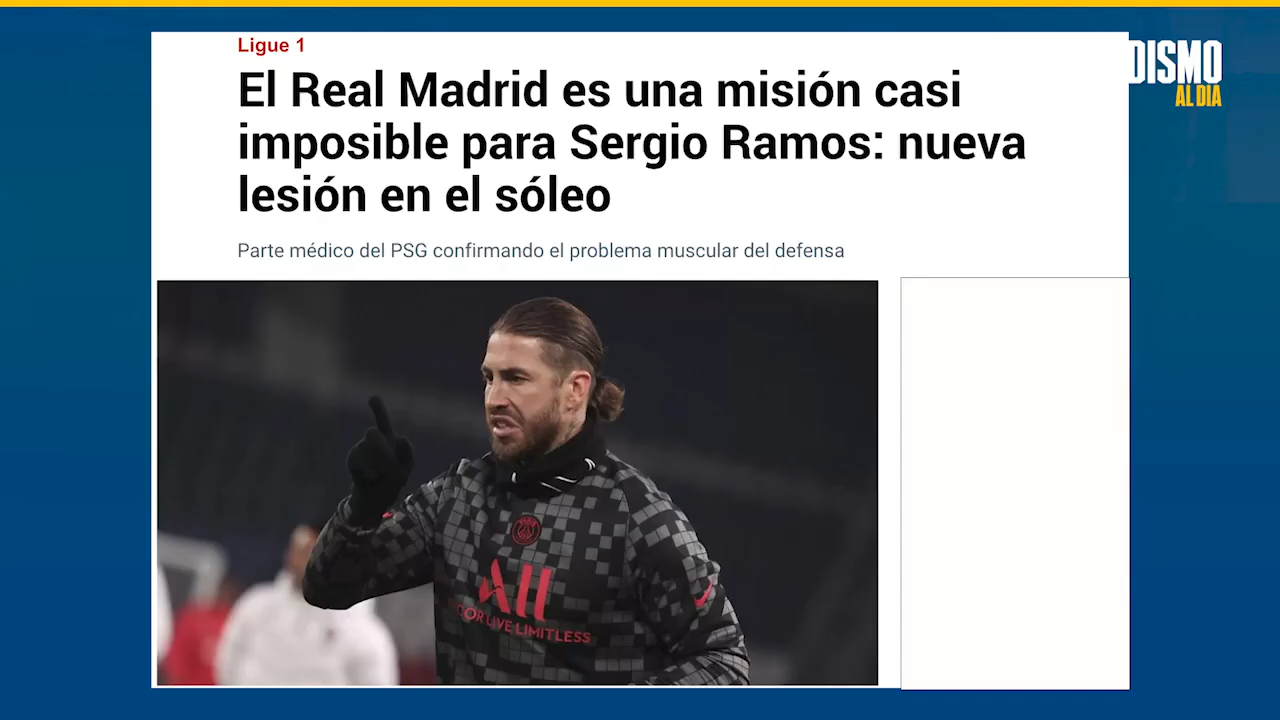 Ligue 1
El Real Madrid es una misión casi
imposible para Sergio Ramos: nueva
lesión en el sóleo
Parte médico del PSG confirmando el problema muscular del defensa
DISMO
AL DIA
ALL
OR LIVE LIMITLESS